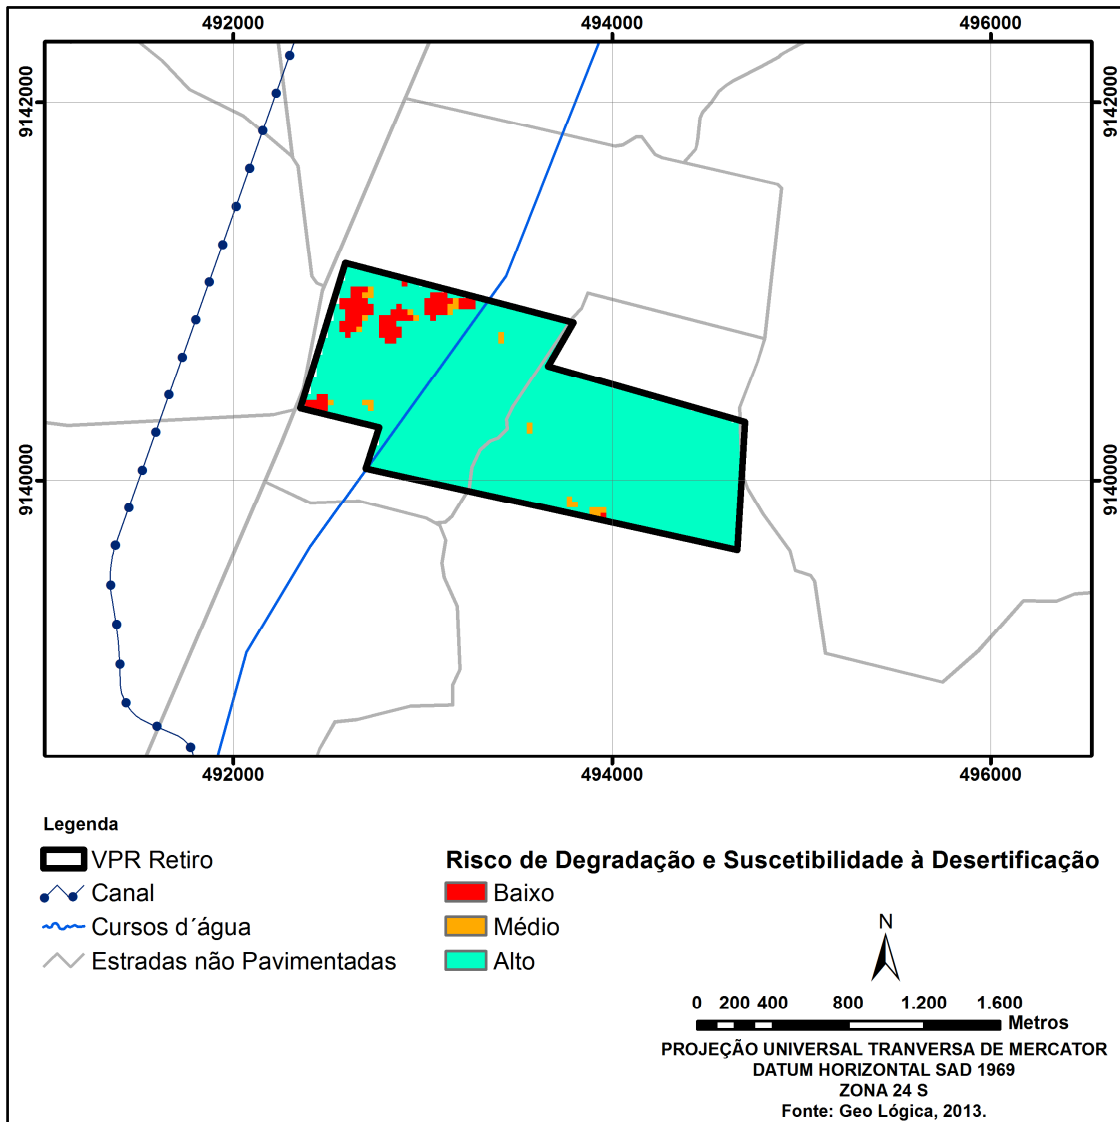 492000 494000 496000
9142000 9142000
9140000 9140000
492000 494000 496000
Legenda
VPR Retiro
Canal
Cursos d´água
Estradas não Pavimentadas
Risco de Degradação e Suscetibilidade à Desertificação
Baixo
Médio
Alto
N
0 200 400 800 1.200 1.600
Metros
PROJEÇÃO UNIVERSAL TRANVERSA DE MERCATOR
DATUM HORIZONTAL SAD 1969
ZONA 24 S
Fonte: Geo Lógica, 2013.